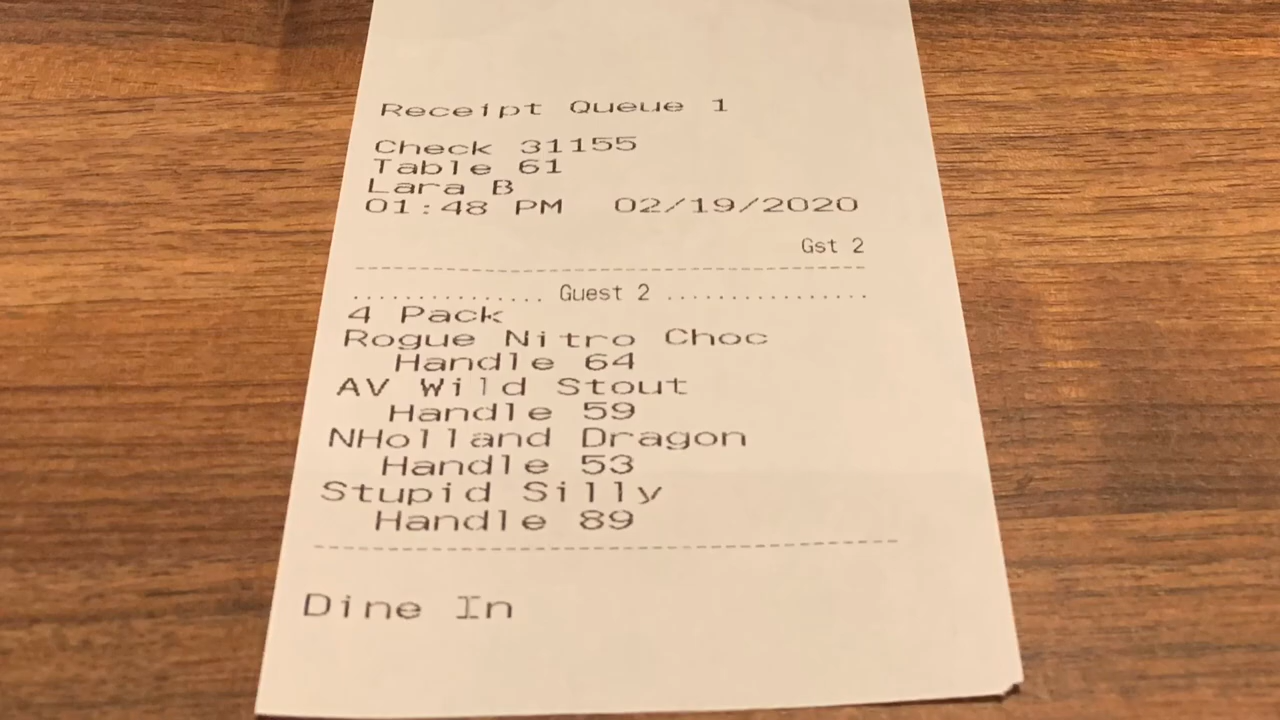 Receipt Queue 1
Check 31155
Table 61
Lara B
01:48 PM 02/19/2020
Gst 2
Guest 2
4 Pack
Rogue Nitro Choc
Handle 64
AV Wild Stout
Handle 59
NHolland Dragon
Handle 53
Stupid Silly
Handle 89
Dine In